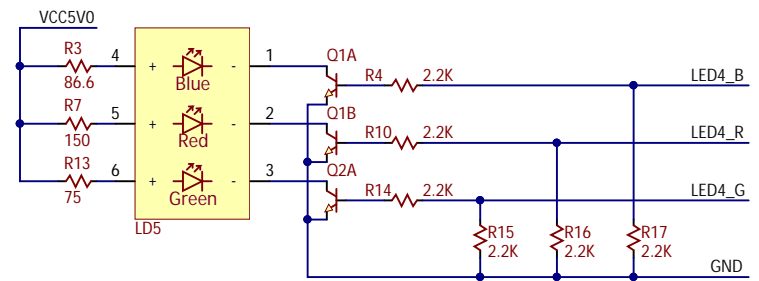 VCC5V0
R3 4 + Blue - 1 Q1A R4 2.2K LED4_B
86.6
R7 5 + Red - 2 Q1B R10 2.2K LED4_R
150
R13 6 + Green - 3 Q2A R14 2.2K LED4_G
75
LD5
R15 R16 R17
2.2K 2.2K 2.2K
GND